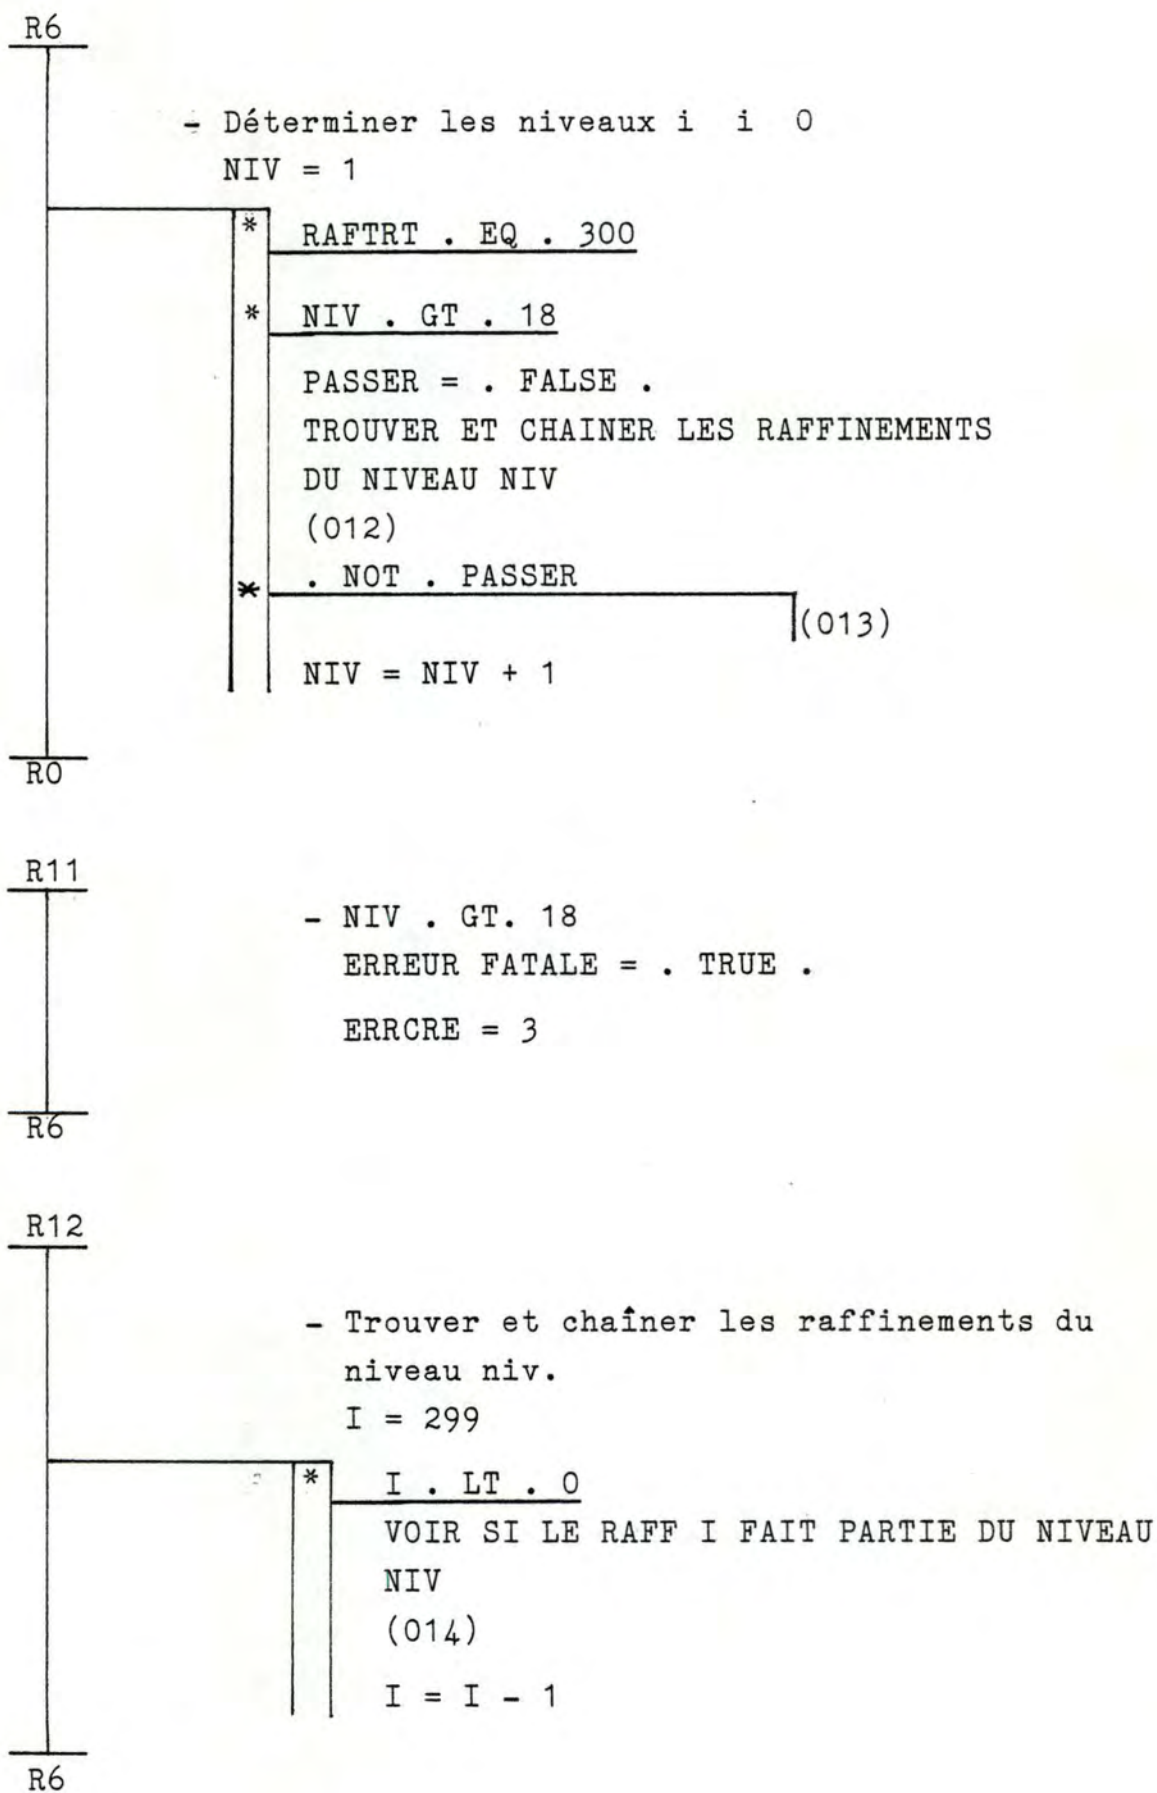 R6
- Déterminer les niveaux i i 0
NIV = 1
* RAFTRT . EQ . 300
* NIV . GT . 18
PASSER = . FALSE .
TROUVER ET CHAINER LES RAFFINEMENTS
DU NIVEAU NIV
(012)
* . NOT . PASSER
(013)
NIV = NIV + 1
R0
R11
- NIV . GT. 18
ERREUR FATALE = . TRUE .
ERRCRE = 3
R6
R12
- Trouver et chaîner les raffinements du
niveau niv.
I = 299
* I . LT . 0
VOIR SI LE RAFF I FAIT PARTIE DU NIVEAU
NIV
(014)
I = I - 1
R6